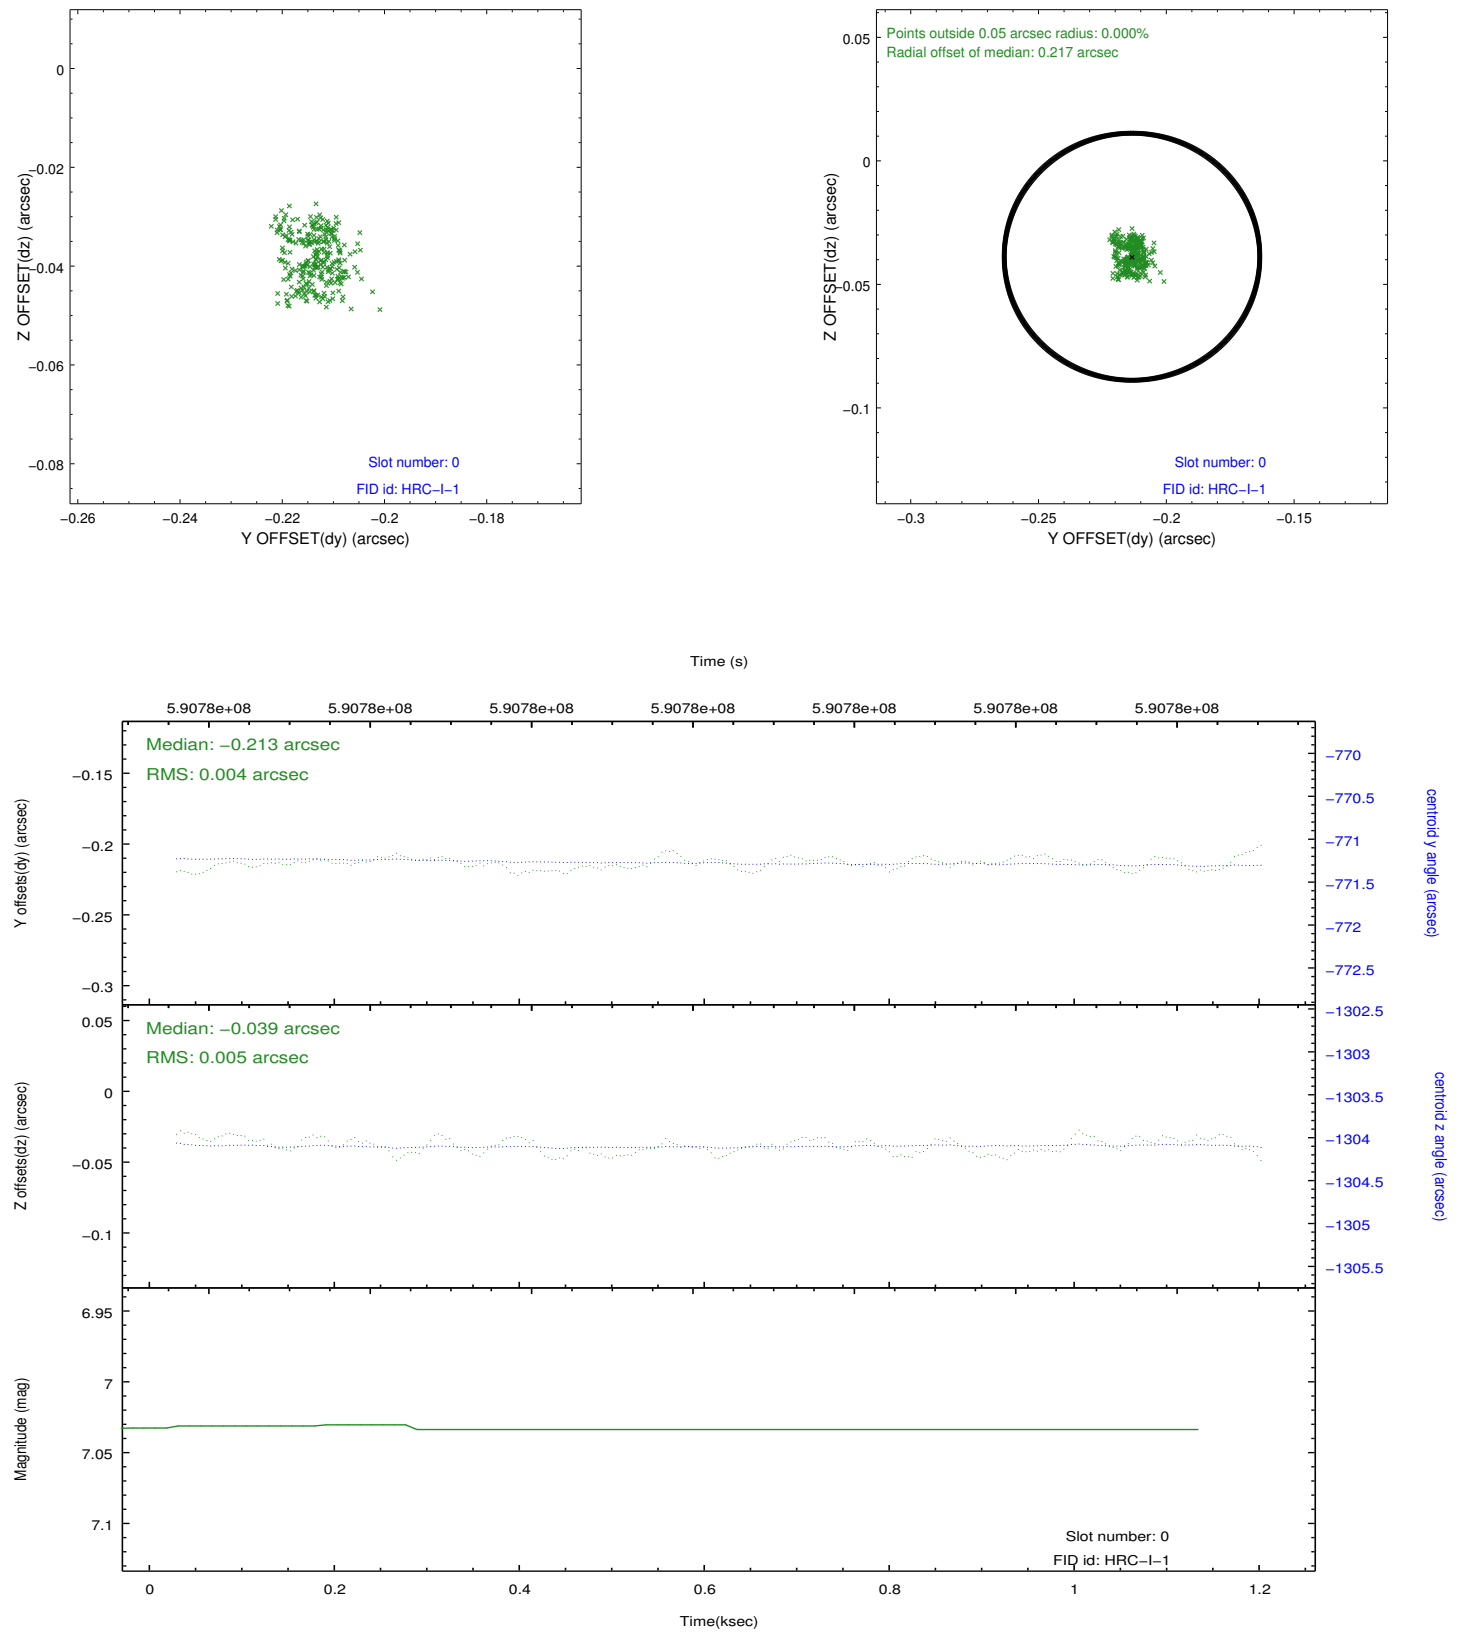 0
−0.02
−0.04
−0.06
−0.08
Z OFFSET(dz) (arcsec)
Slot number: 0
FID id: HRC−I−1
−0.26
−0.24
−0.22
−0.2
−0.18
Y OFFSET(dy) (arcsec)
Points outside 0.05 arcsec radius: 0.000%
Radial offset of median: 0.217 arcsec
0.05
0
−0.05
−0.1
Z OFFSET(dz) (arcsec)
Slot number: 0
FID id: HRC−I−1
−0.3
−0.25
−0.2
−0.15
Y OFFSET(dy) (arcsec)
Time (s)
5.9078e+08
5.9078e+08
5.9078e+08
5.9078e+08
5.9078e+08
5.9078e+08
5.9078e+08
Median: −0.213 arcsec
RMS: 0.004 arcsec
−0.15
−0.2
−0.25
−0.3
Y offsets(dy) (arcsec)
−770
−770.5
−771
−771.5
−772
−772.5
centroid y angle (arcsec)
Median: −0.039 arcsec
RMS: 0.005 arcsec
0.05
0
−0.05
−0.1
Z offsets(dz) (arcsec)
−1302.5
−1303
−1303.5
−1304
−1304.5
−1305
−1305.5
centroid z angle (arcsec)
6.95
7
7.05
7.1
Magnitude (mag)
Slot number: 0
FID id: HRC−I−1
0
0.2
0.4
0.6
0.8
1
1.2
Time(ksec)